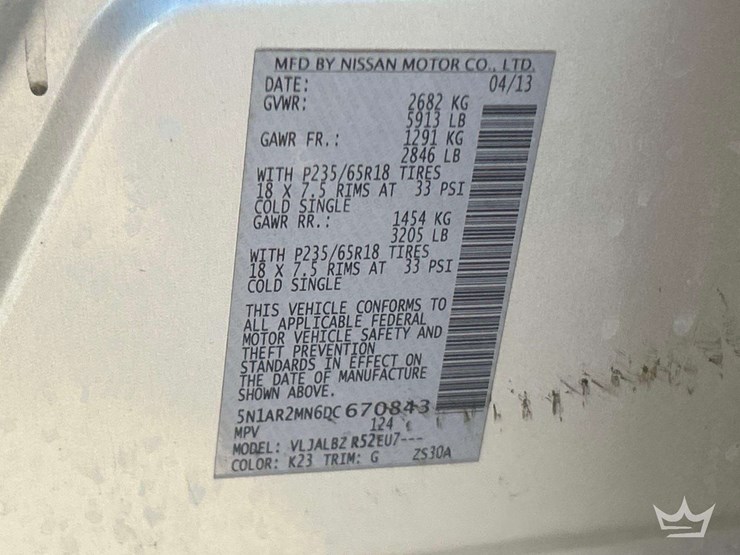 MFD BY NISSAN MOTOR CO., LTD.
DATE: 04/13
GVWR: 2682 KG
5913 LB
GAWR FR.: 1291 KG
2846 LB
WITH P235/65R18 TIRES
18 X 7.5 RIMS AT 33 PSI
COLD SINGLE
GAWR RR.: 1454 KG
3205 LB
WITH P235/65R18 TIRES
18 X 7.5 RIMS AT 33 PSI
COLD SINGLE
THIS VEHICLE CONFORMS TO
ALL APPLICABLE FEDERAL
MOTOR VEHICLE SAFETY AND
THEFT PREVENTION
STANDARDS IN EFFECT ON
THE DATE OF MANUFACTURE
SHOWN ABOVE.
5N1AR2MN6DC670843
MPV 124
MODEL: VLJALBZ R52EU7---
COLOR: K23 TRIM: G ZS30A